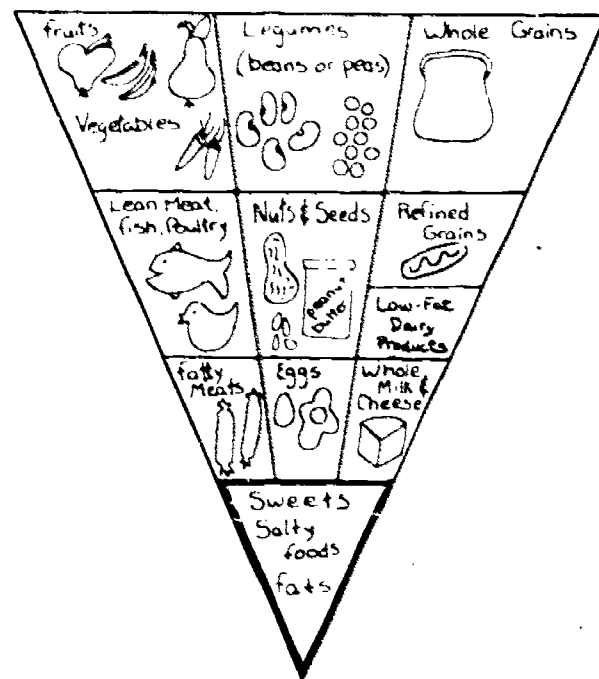 Fruits
Vegetables
Legumes
(beans or peas)
Whole Grains
Lean Meat,
Fish, Poultry
Nuts & Seeds
peanut
butter
Refined
Grains
Low-Fat
Dairy
Products
Fatty
Meats
Eggs
Whole
Milk &
Cheese
Sweets
Salty
foods
fats